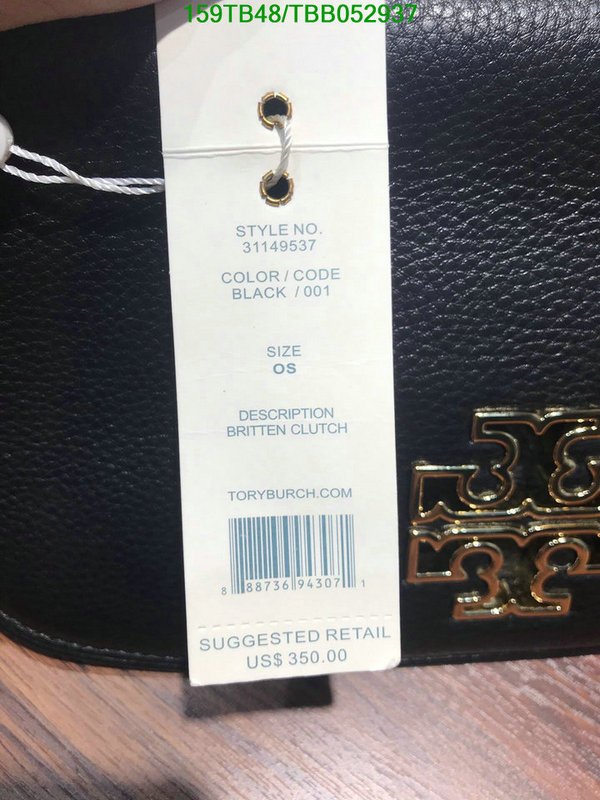 159TB48/TBB052937
STYLE NO.
31149537
COLOR / CODE
BLACK / 001
SIZE
OS
DESCRIPTION
BRITTEN CLUTCH
TORYBURCH.COM
8 88736 94307 1
SUGGESTED RETAIL
US$ 350.00